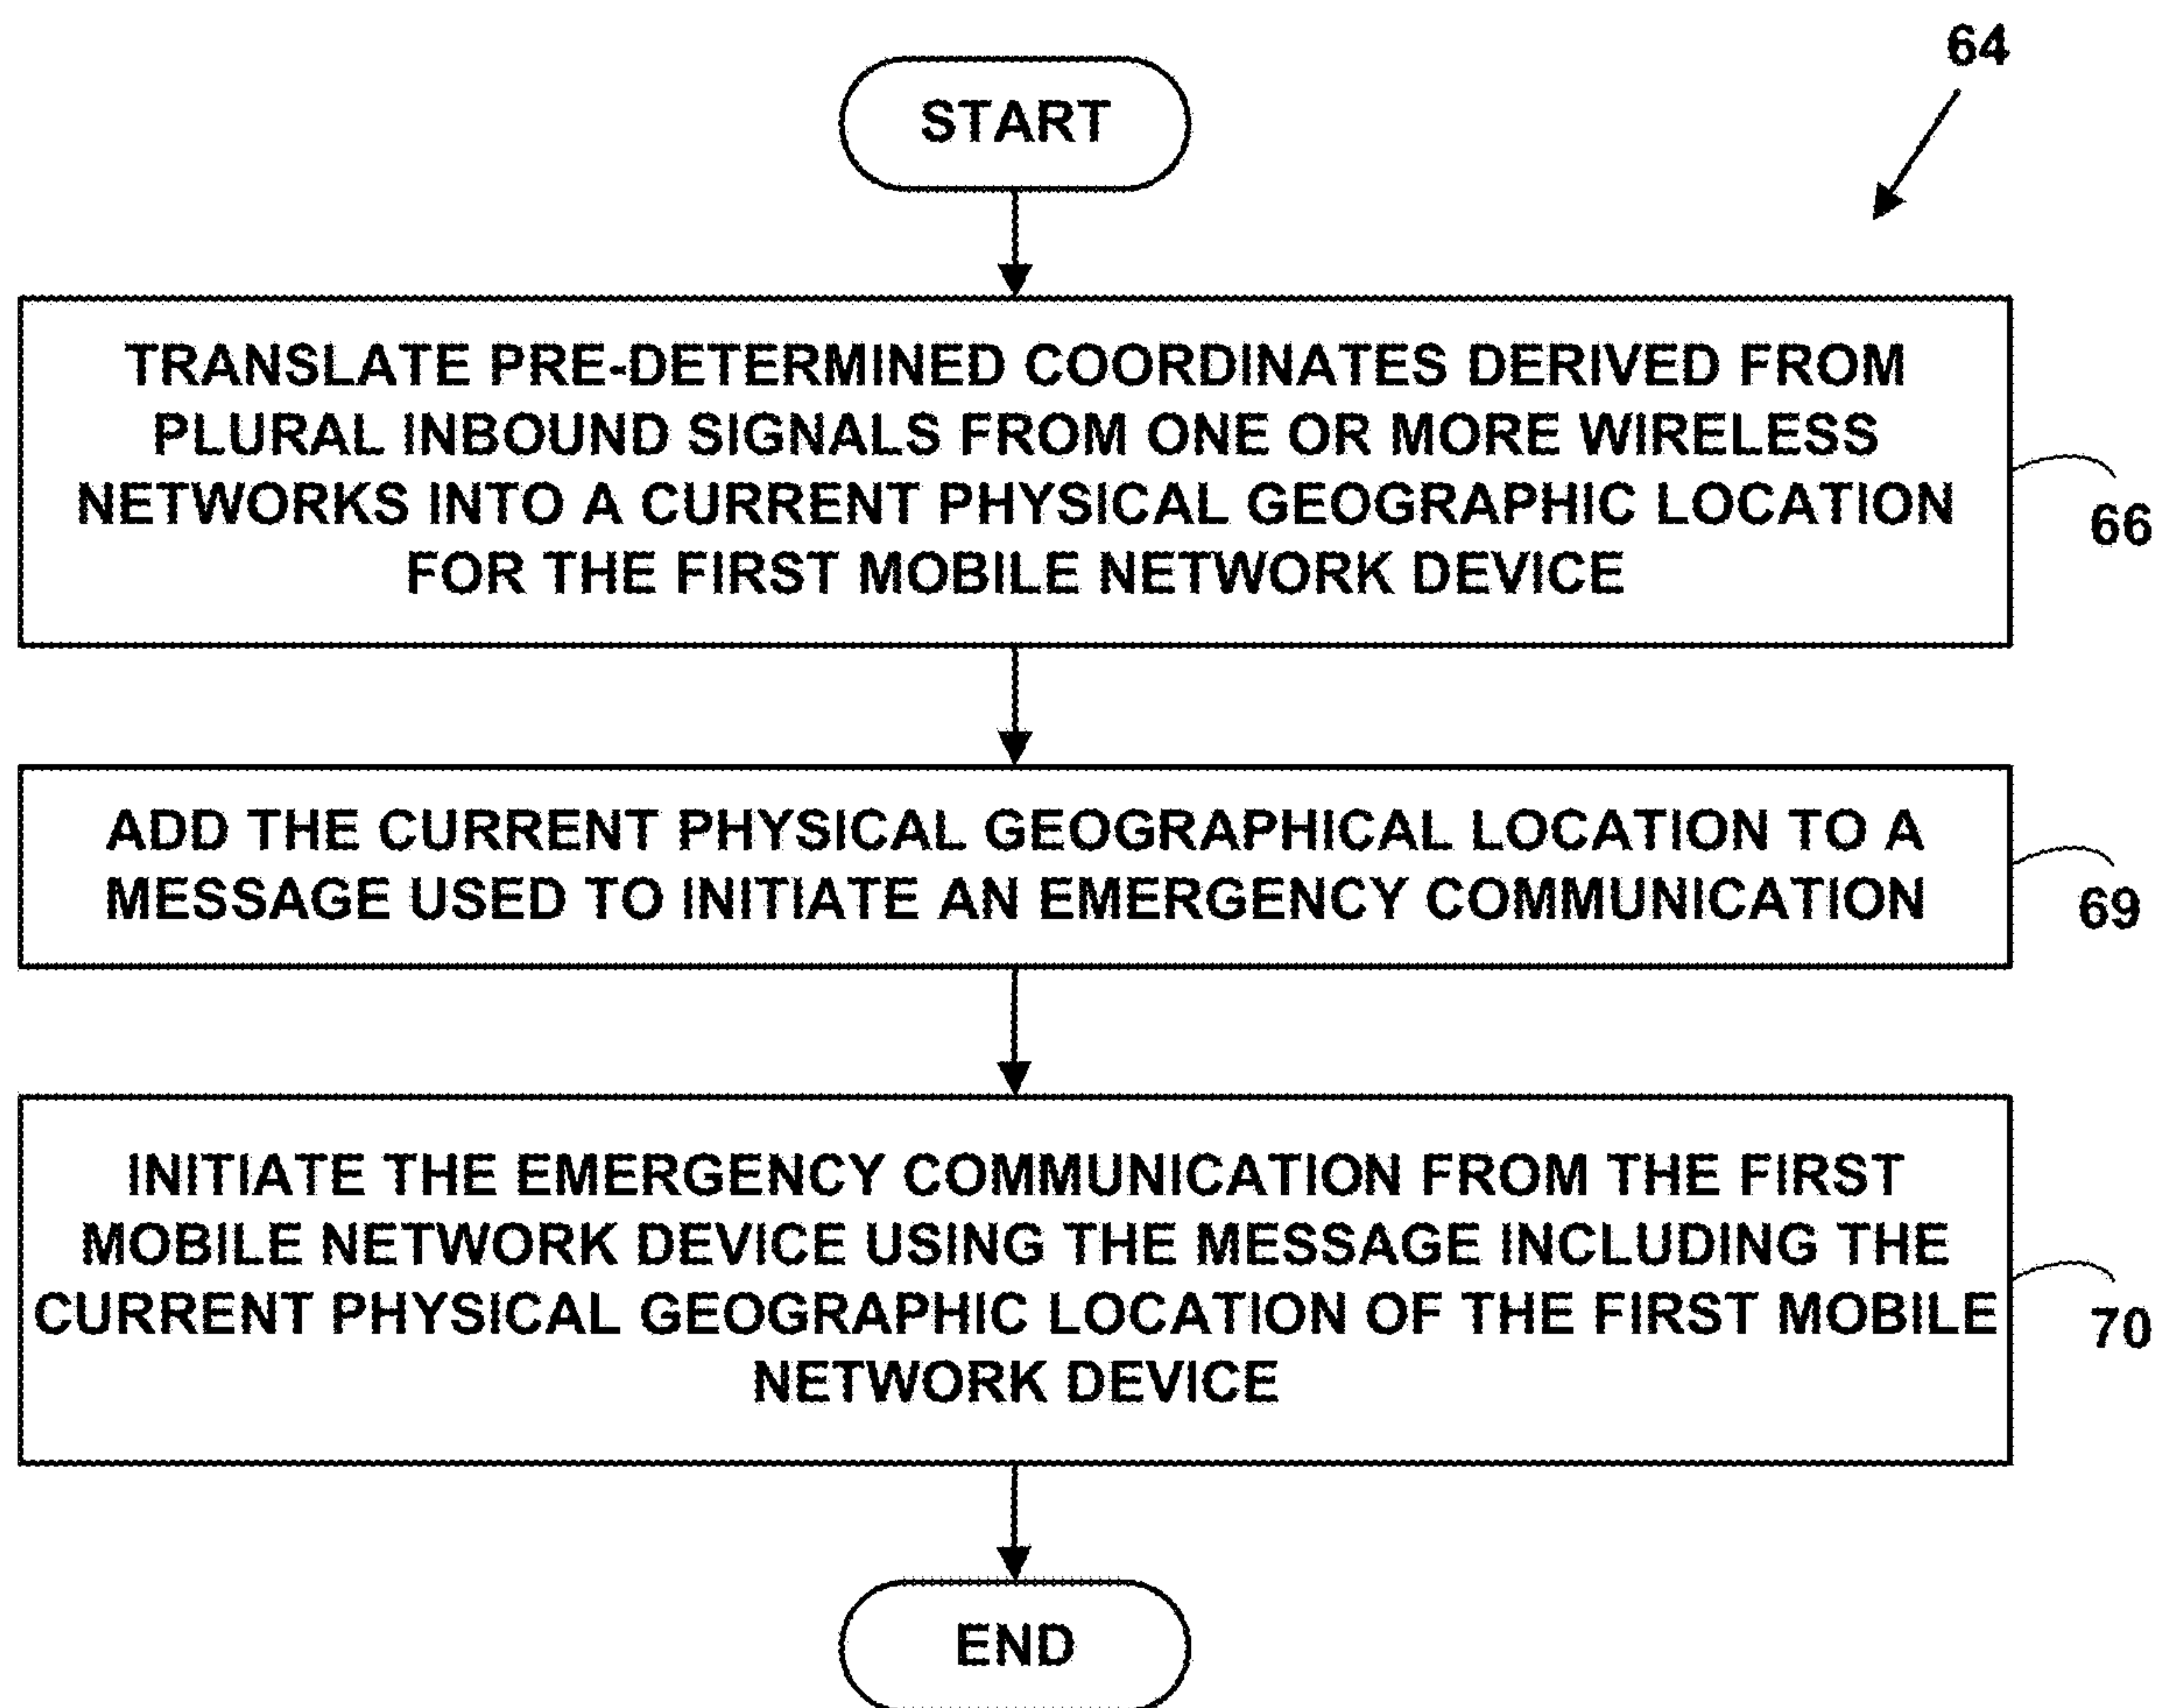 64
START
TRANSLATE PRE-DETERMINED COORDINATES DERIVED FROM
PLURAL INBOUND SIGNALS FROM ONE OR MORE WIRELESS
NETWORKS INTO A CURRENT PHYSICAL GEOGRAPHIC LOCATION
FOR THE FIRST MOBILE NETWORK DEVICE
66
ADD THE CURRENT PHYSICAL GEOGRAPHICAL LOCATION TO A
MESSAGE USED TO INITIATE AN EMERGENCY COMMUNICATION
69
INITIATE THE EMERGENCY COMMUNICATION FROM THE FIRST
MOBILE NETWORK DEVICE USING THE MESSAGE INCLUDING THE
CURRENT PHYSICAL GEOGRAPHIC LOCATION OF THE FIRST MOBILE
NETWORK DEVICE
70
END